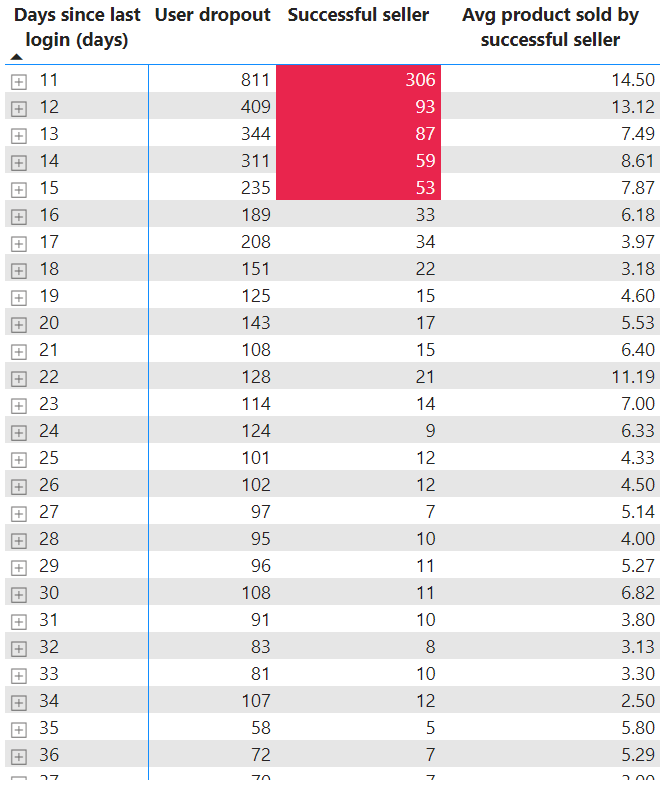 Days since last login (days) User dropout Successful seller Avg product sold by successful seller
11 811 306 14.50
12 409 93 13.12
13 344 87 7.49
14 311 59 8.61
15 235 53 7.87
16 189 33 6.18
17 208 34 3.97
18 151 22 3.18
19 125 15 4.60
20 143 17 5.53
21 108 15 6.40
22 128 21 11.19
23 114 14 7.00
24 124 9 6.33
25 101 12 4.33
26 102 12 4.50
27 97 7 5.14
28 95 10 4.00
29 96 11 5.27
30 108 11 6.82
31 91 10 3.80
32 83 8 3.13
33 81 10 3.30
34 107 12 2.50
35 58 5 5.80
36 72 7 5.29